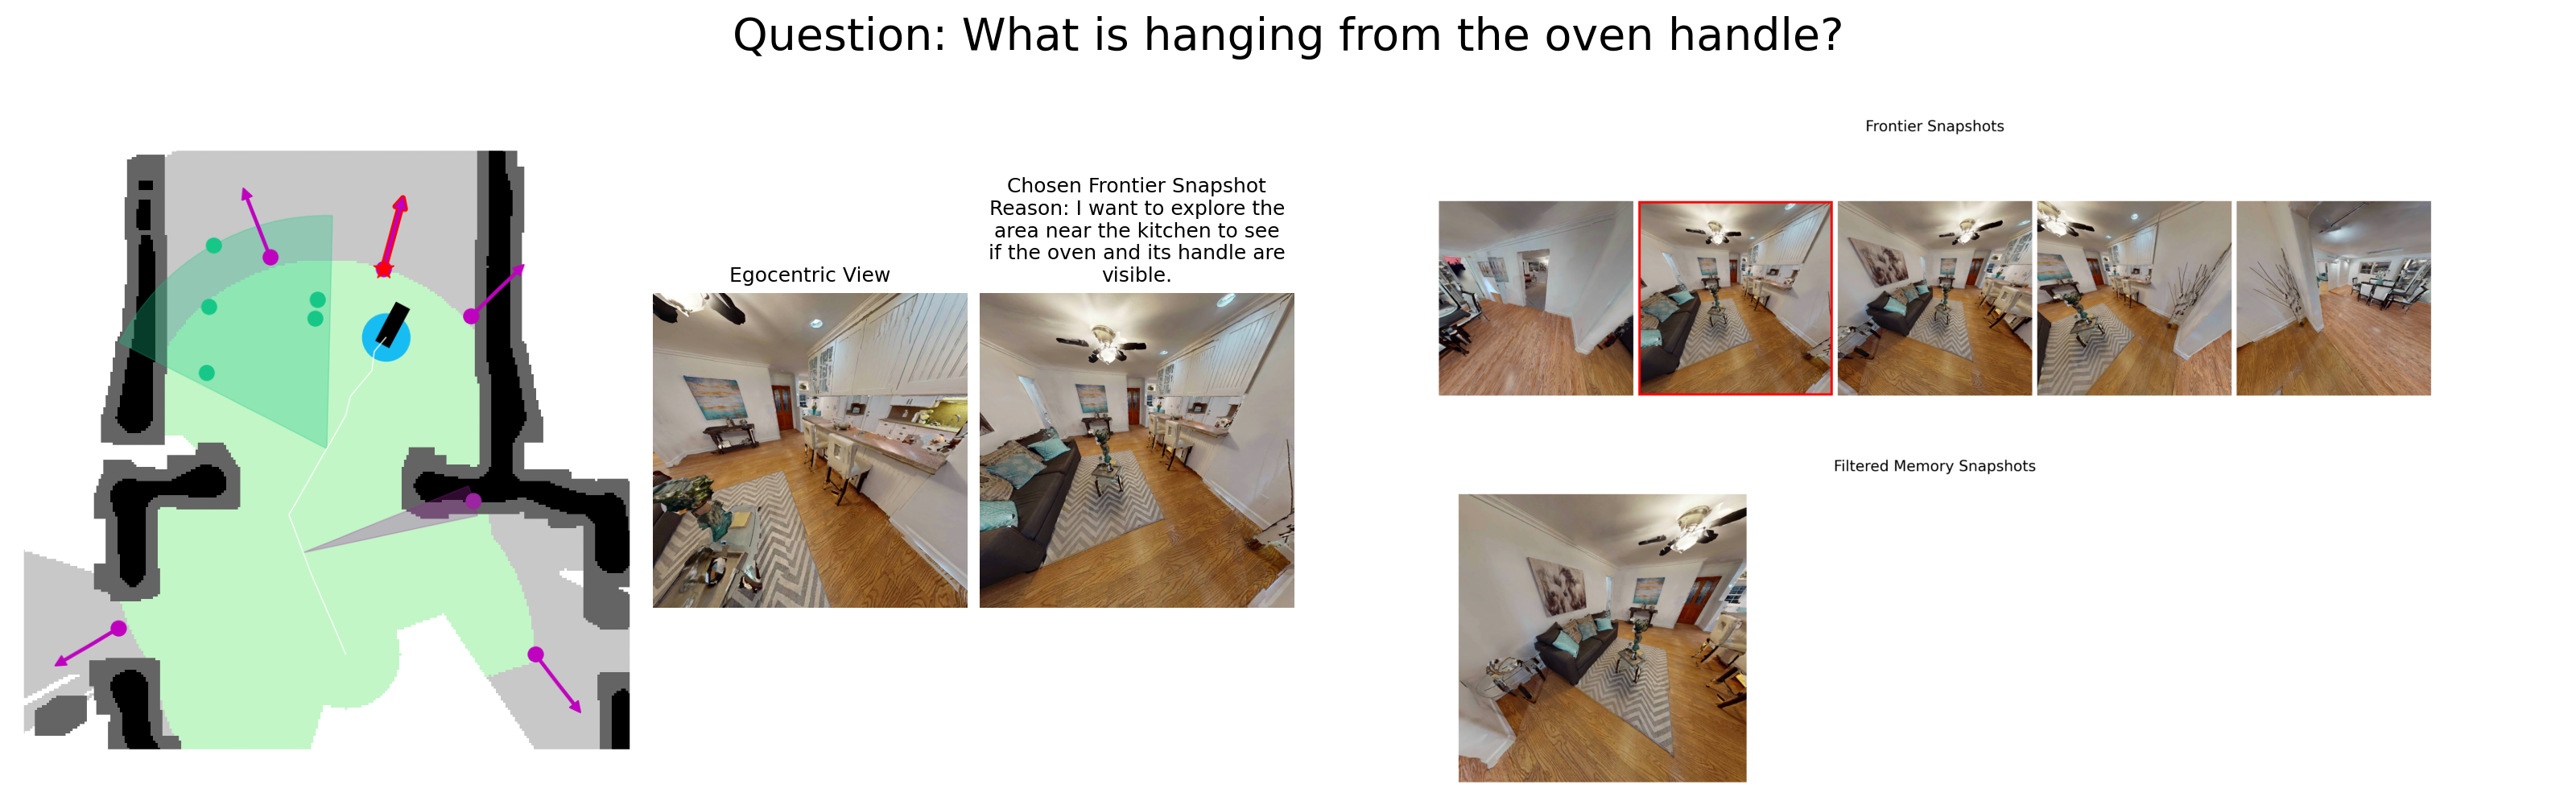 Question: What is hanging from the oven handle?
Frontier Snapshots
Chosen Frontier Snapshot
Reason: I want to explore the
area near the kitchen to see
if the oven and its handle are
visible.
Egocentric View
Filtered Memory Snapshots